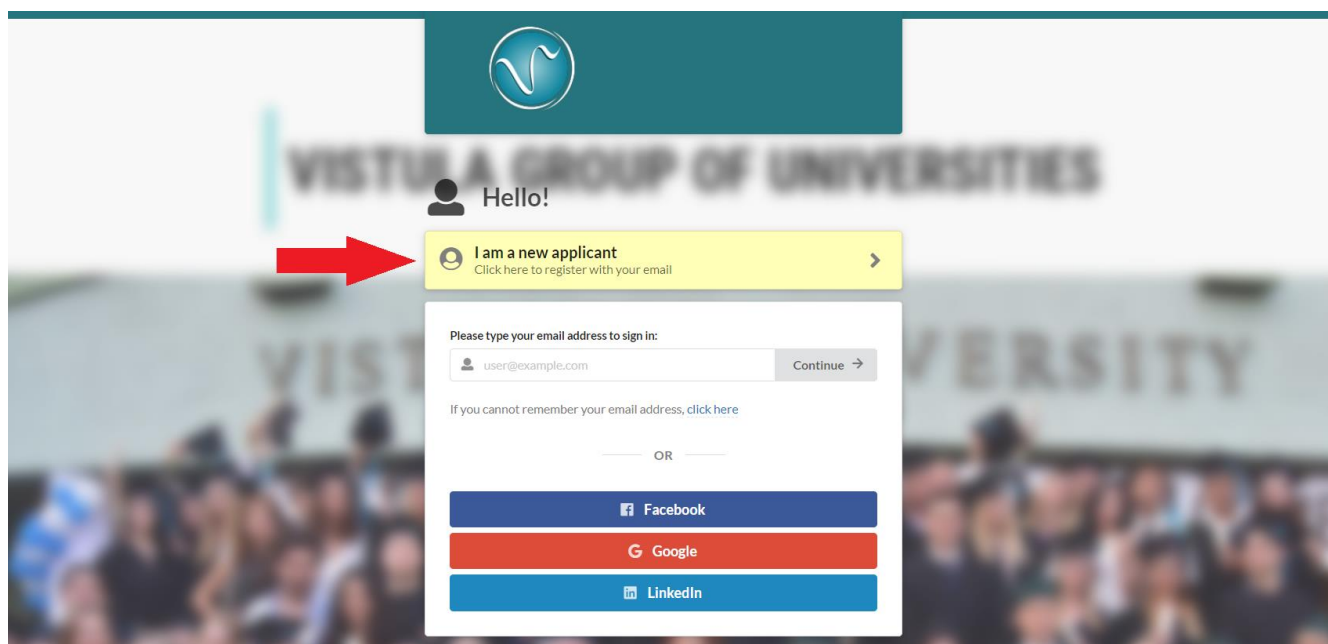 VISTULA GROUP OF UNIVERSITIES
Hello!
I am a new applicant
Click here to register with your email
Please type your email address to sign in:
user@example.com
Continue
If you cannot remember your email address, click here
OR
Facebook
Google
LinkedIn
VIST
VERSITY